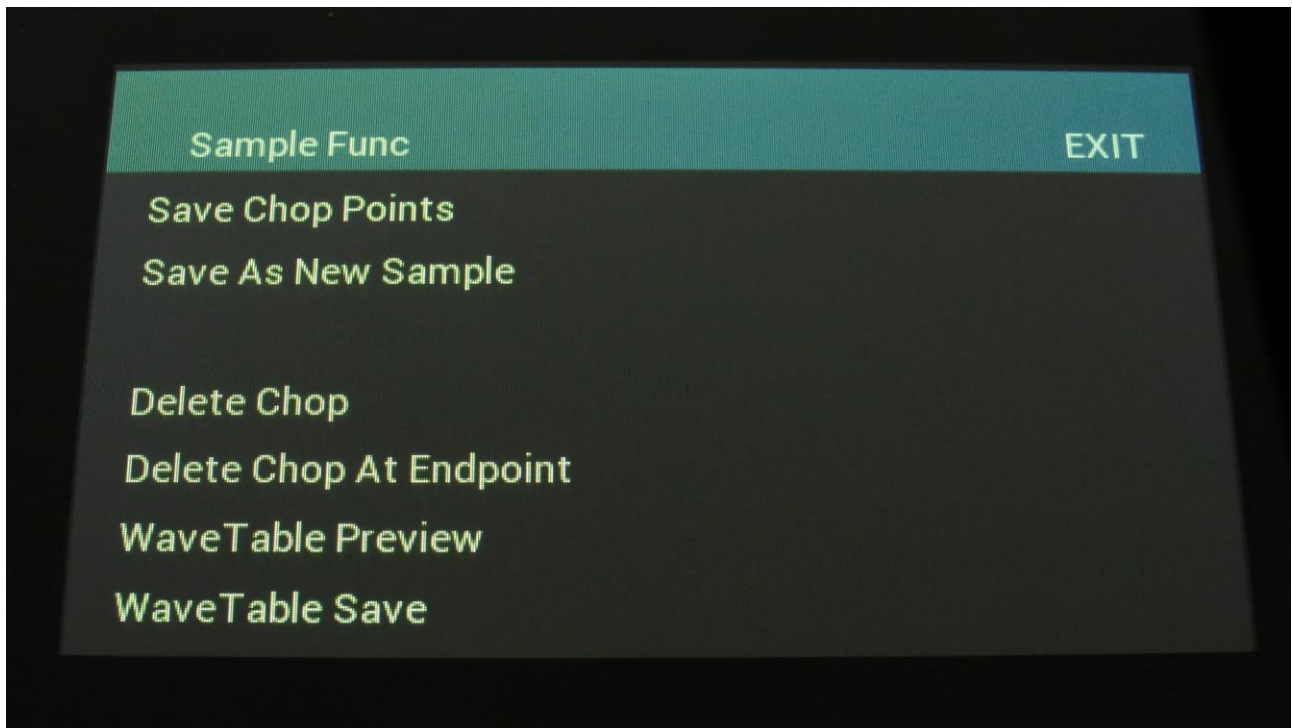 Sample Func EXIT
Save Chop Points
Save As New Sample
Delete Chop
Delete Chop At Endpoint
WaveTable Preview
WaveTable Save